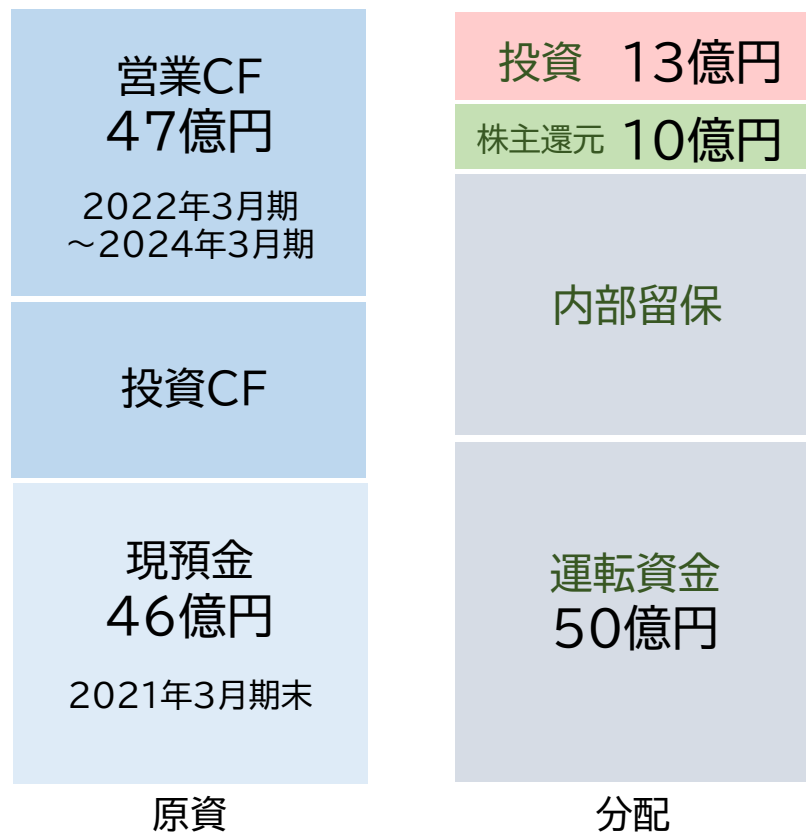 営業CF
47億円
2022年3月期
～2024年3月期
投資CF
現預金
46億円
2021年3月期末
原資
投資 13億円
株主還元 10億円
内部留保
運転資金
50億円
分配